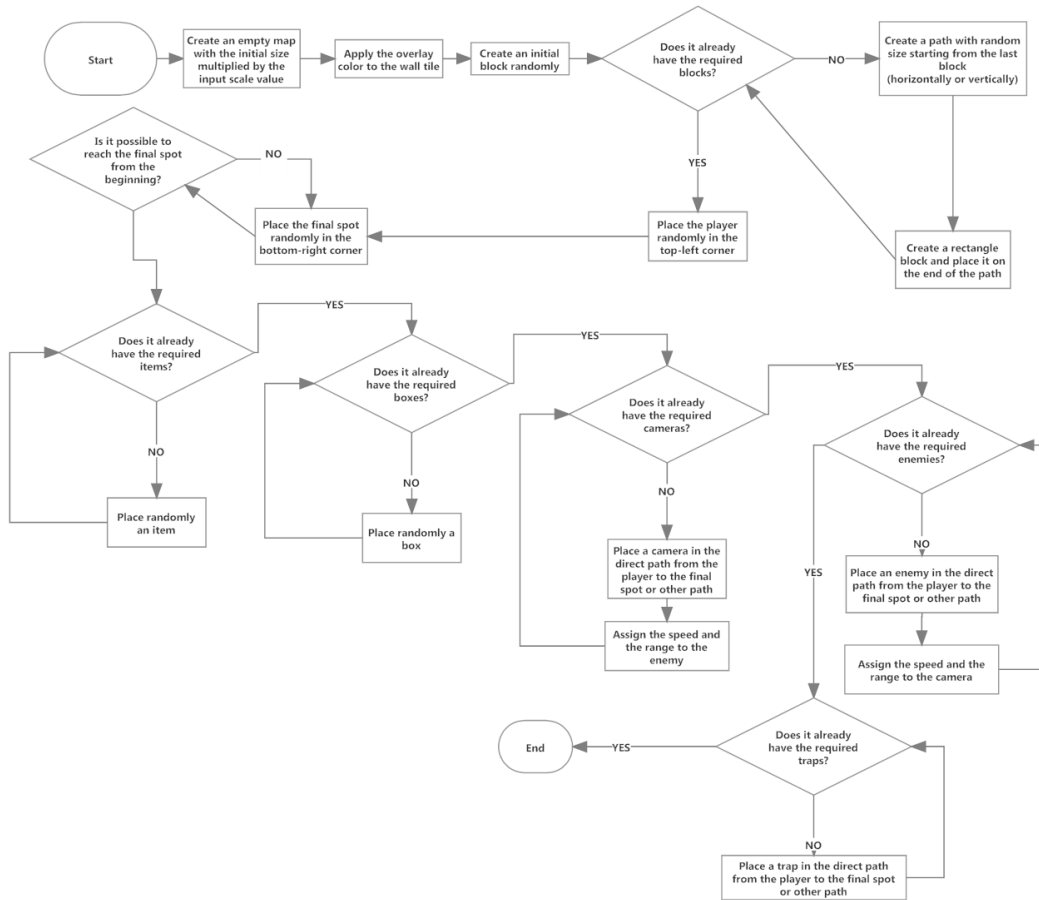 Start
Create an empty map
with the initial size
multiplied by the
input scale value
Apply the overlay
color to the wall tile
Create an initial
block randomly
Does it already
have the required
blocks?
NO
Create a path with random
size starting from the last
block
(horizontally or vertically)
YES
Create a rectangle
block and place it on
the end of the path
Place the player
randomly in the
top-left corner
Place the final spot
randomly in the
bottom-right corner
Is it possible to
reach the final spot
from the
beginning?
NO
Does it already
have the required
items?
YES
NO
Place randomly
an item
Does it already
have the required
boxes?
YES
NO
Place randomly a
box
Does it already
have the required
cameras?
YES
NO
Place a camera in the
direct path from the
player to the final
spot or other path
Assign the speed and
the range to the
enemy
Does it already
have the required
enemies?
NO
Place an enemy in the direct
path from the player to the
final spot or other path
Assign the speed and the
range to the camera
YES
Does it already
have the required
traps?
NO
Place a trap in the direct path
from the player to the final spot
or other path
YES
End